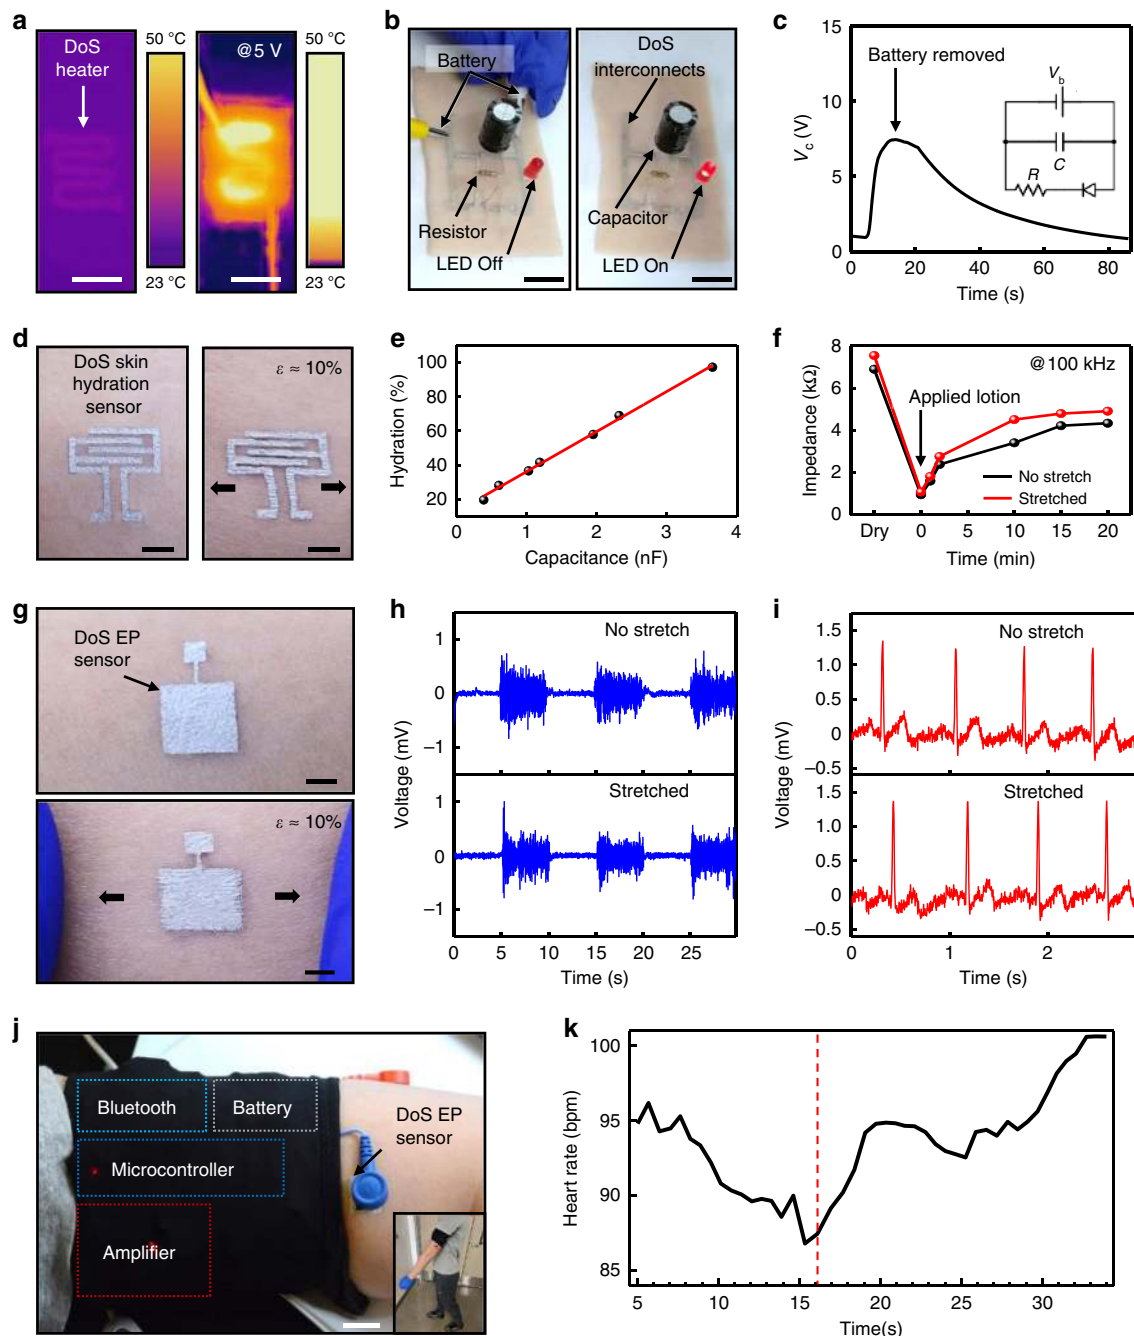 a
DoS
heater
50 °C
23 °C
@5 V
50 °C
23 °C
b
Battery
Resistor
LED Off
DoS
interconnects
Capacitor
LED On
c
Battery removed
Vb
C
R
Vc (V)
15
10
5
0
0 20 40 60 80
Time (s)
d
DoS skin
hydration
sensor
ε ≈ 10%
e
Hydration (%)
100
80
60
40
20
0 1 2 3 4
Capacitance (nF)
f
Impedance (kΩ)
8
6
4
2
0
@100 kHz
Applied lotion
No stretch
Stretched
Dry 0 5 10 15 20
Time (min)
g
DoS EP
sensor
ε ≈ 10%
h
Voltage (mV)
No stretch
1
0
−1
Stretched
1
0
−1
0 5 10 15 20 25
Time (s)
i
Voltage (mV)
No stretch
1.5
1.0
0.5
0
−0.5
Stretched
1.5
1.0
0.5
0
−0.5
0 1 2
Time (s)
j
Bluetooth
Battery
Microcontroller
Amplifier
DoS EP
sensor
k
Heart rate (bpm)
100
95
90
85
5 10 15 20 25 30
Time(s)